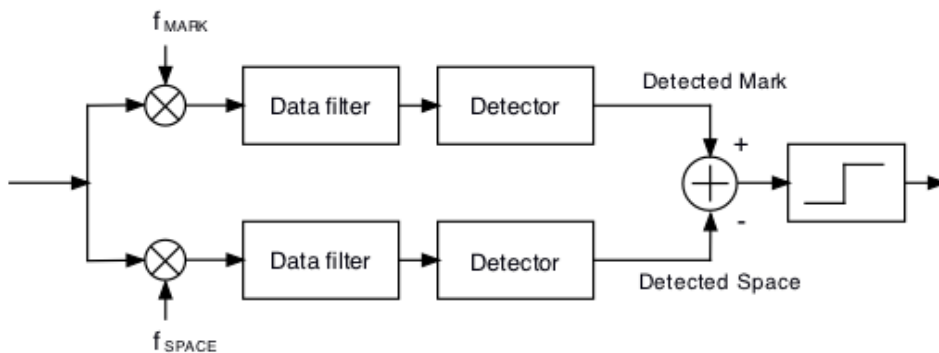 fMARK
Data filter
Detector
Detected Mark
+
-
Data filter
Detector
Detected Space
fSPACE